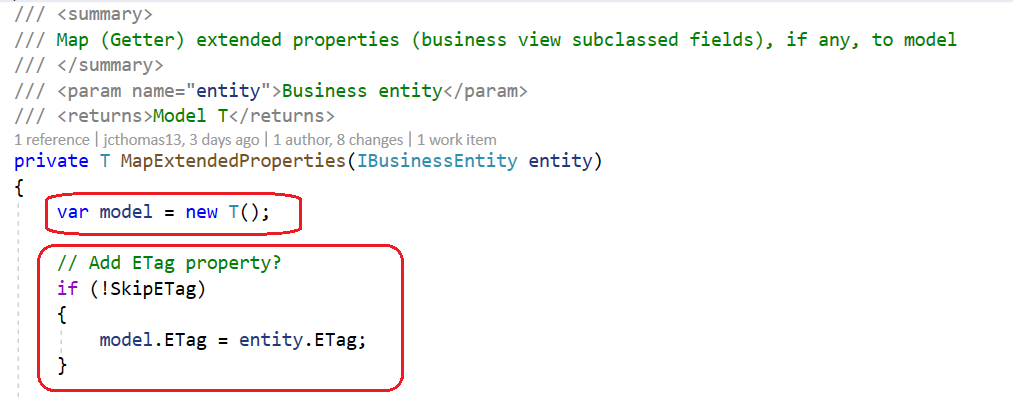 /// <summary>
/// Map (Getter) extended properties (business view subclassed fields), if any, to model
/// </summary>
/// <param name="entity">Business entity</param>
/// <returns>Model T</returns>
1 reference | jcthomas13, 3 days ago | 1 author, 8 changes | 1 work item
private T MapExtendedProperties(IBusinessEntity entity)
{
var model = new T();
// Add ETag property?
if (!SkipETag)
{
model.ETag = entity.ETag;
}